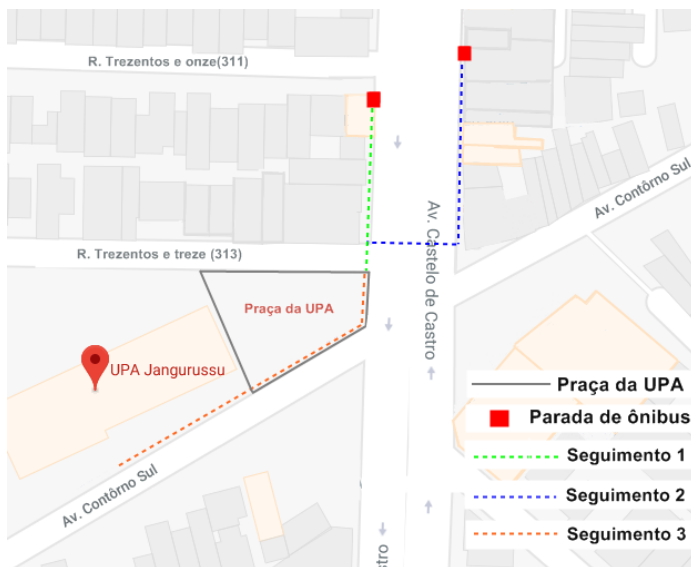 R. Trezentos e onze(311)
Av. Contôrno Sul
R. Trezentos e treze (313)
Av. Castelo de Castro
Praça da UPA
UPA Jangurussu
Av. Contôrno Sul
stro
Praça da UPA
Parada de ônibus
Seguimento 1
Seguimento 2
Seguimento 3